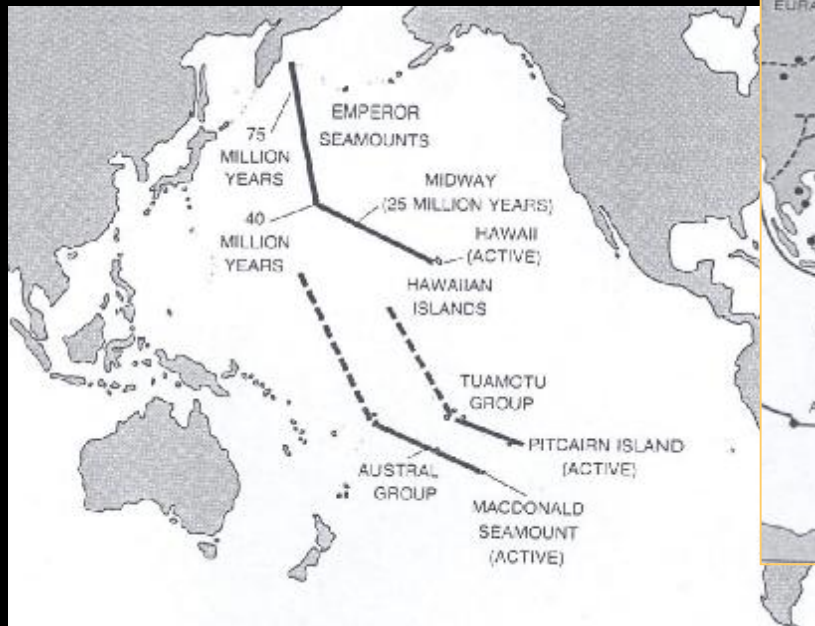 EMPEROR
SEAMOUNTS
75
MILLION
YEARS
MIDWAY
(25 MILLION YEARS)
40
MILLION
YEARS
HAWAII
(ACTIVE)
HAWAIIAN
ISLANDS
TUAMOTU
GROUP
PITCAIRN ISLAND
(ACTIVE)
AUSTRAL
GROUP
MACDONALD
SEAMOUNT
(ACTIVE)